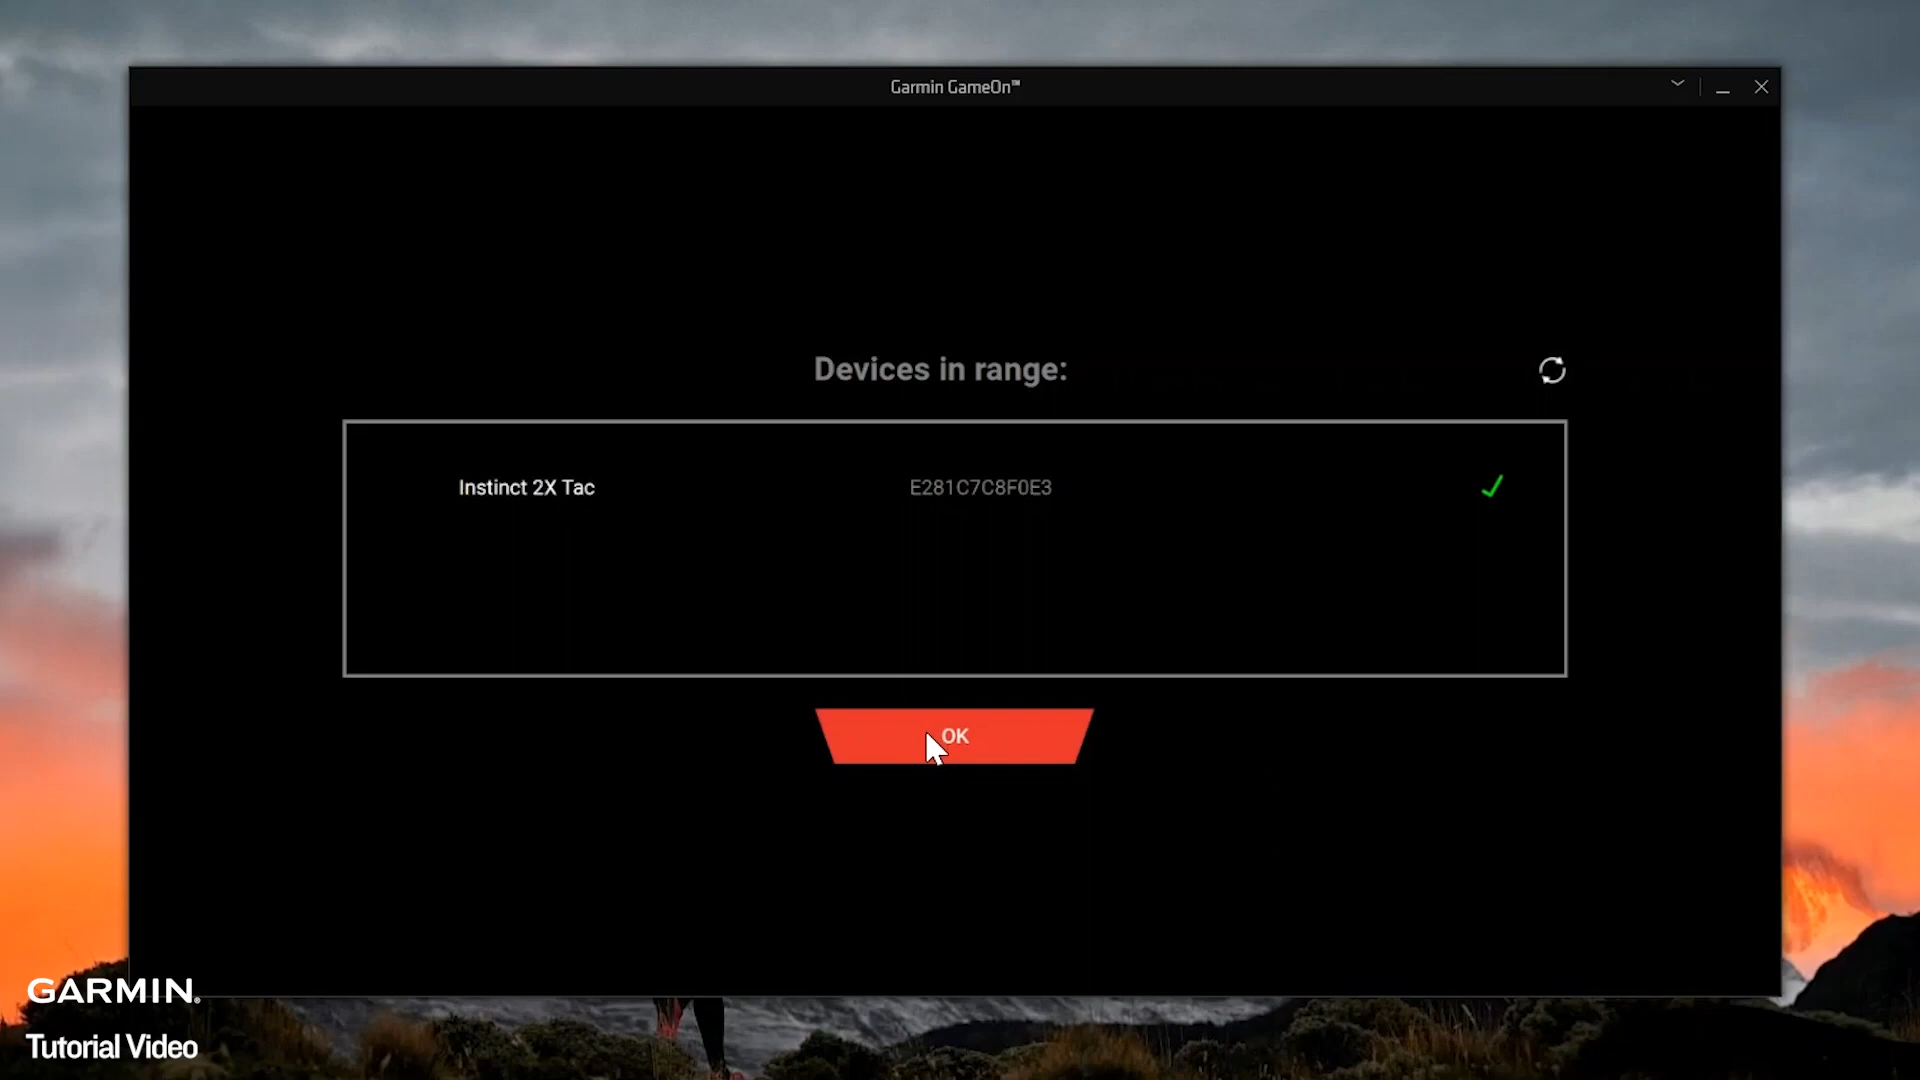 Garmin GameOn™
Devices in range:
Instinct 2X Tac E281C7C8F0E3
OK
GARMIN®
Tutorial Video